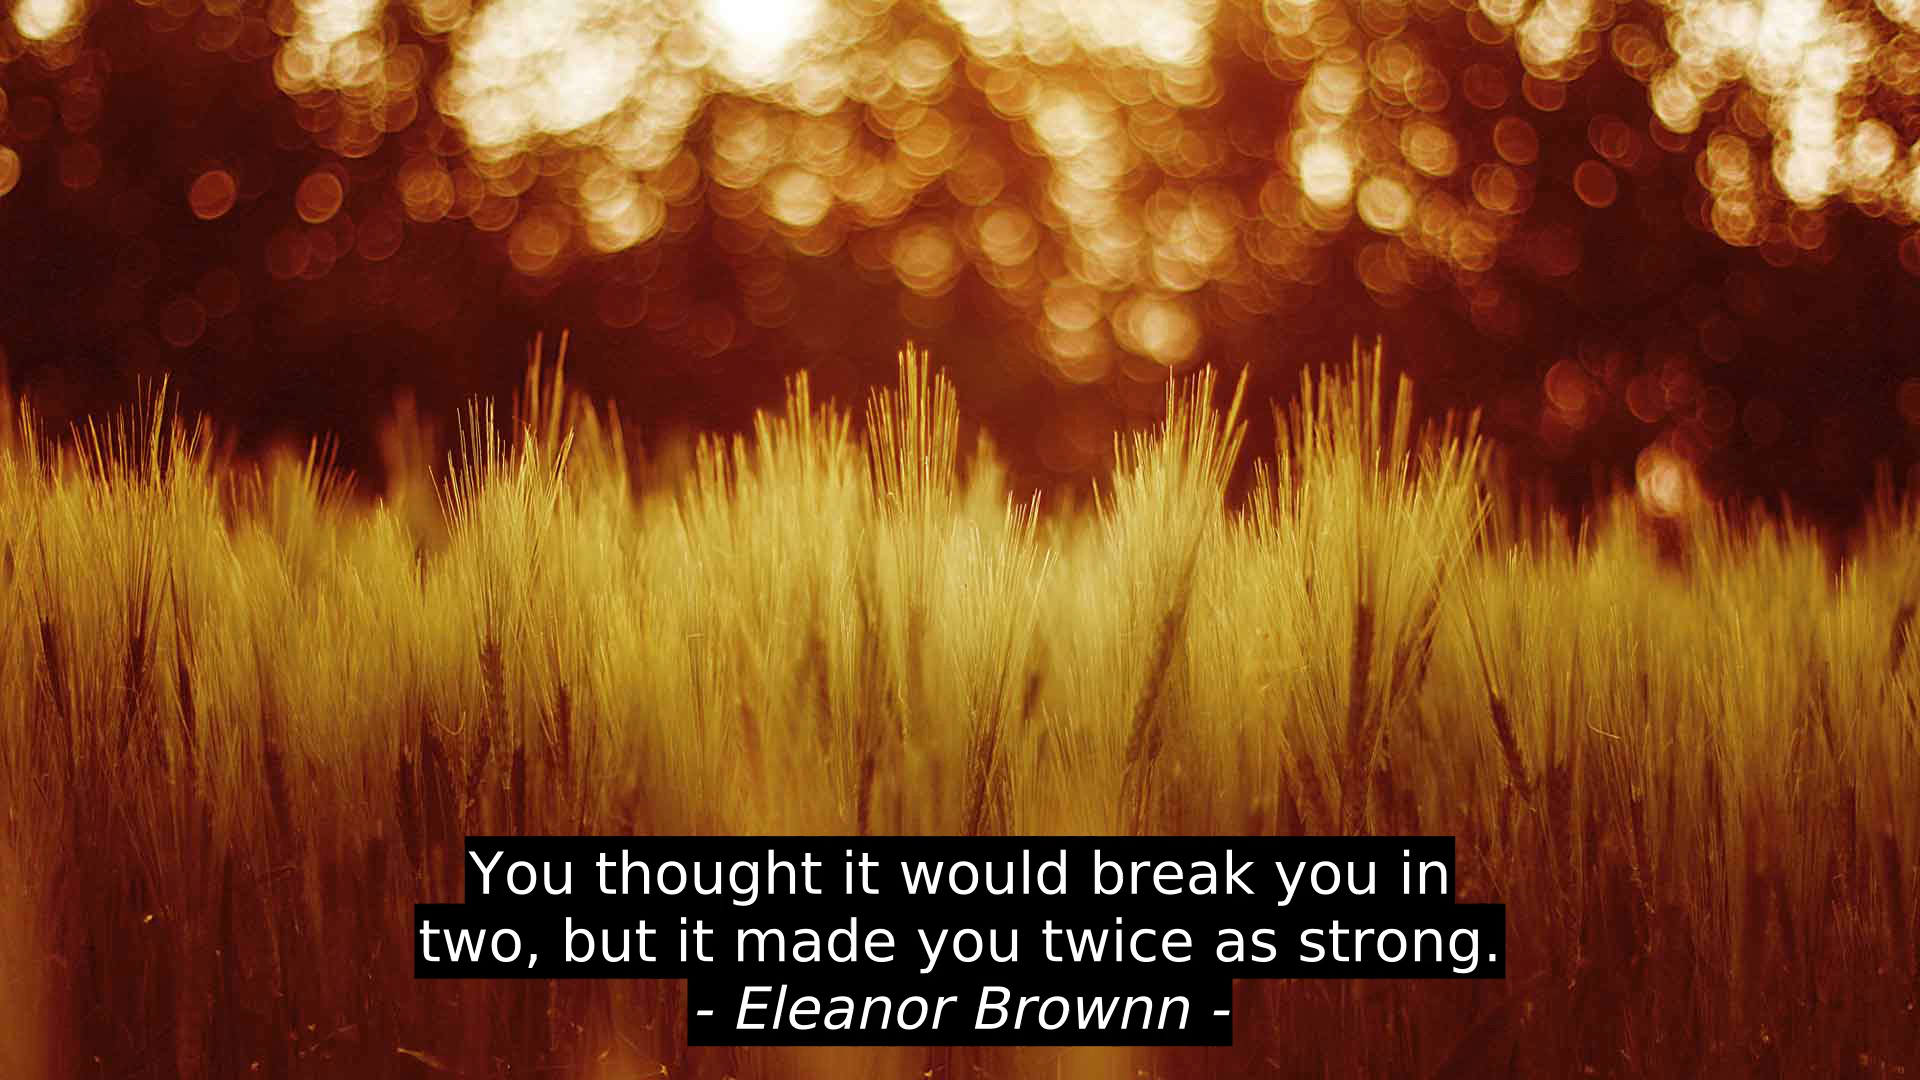 You thought it would break you in
two, but it made you twice as strong.
- Eleanor Brownn -